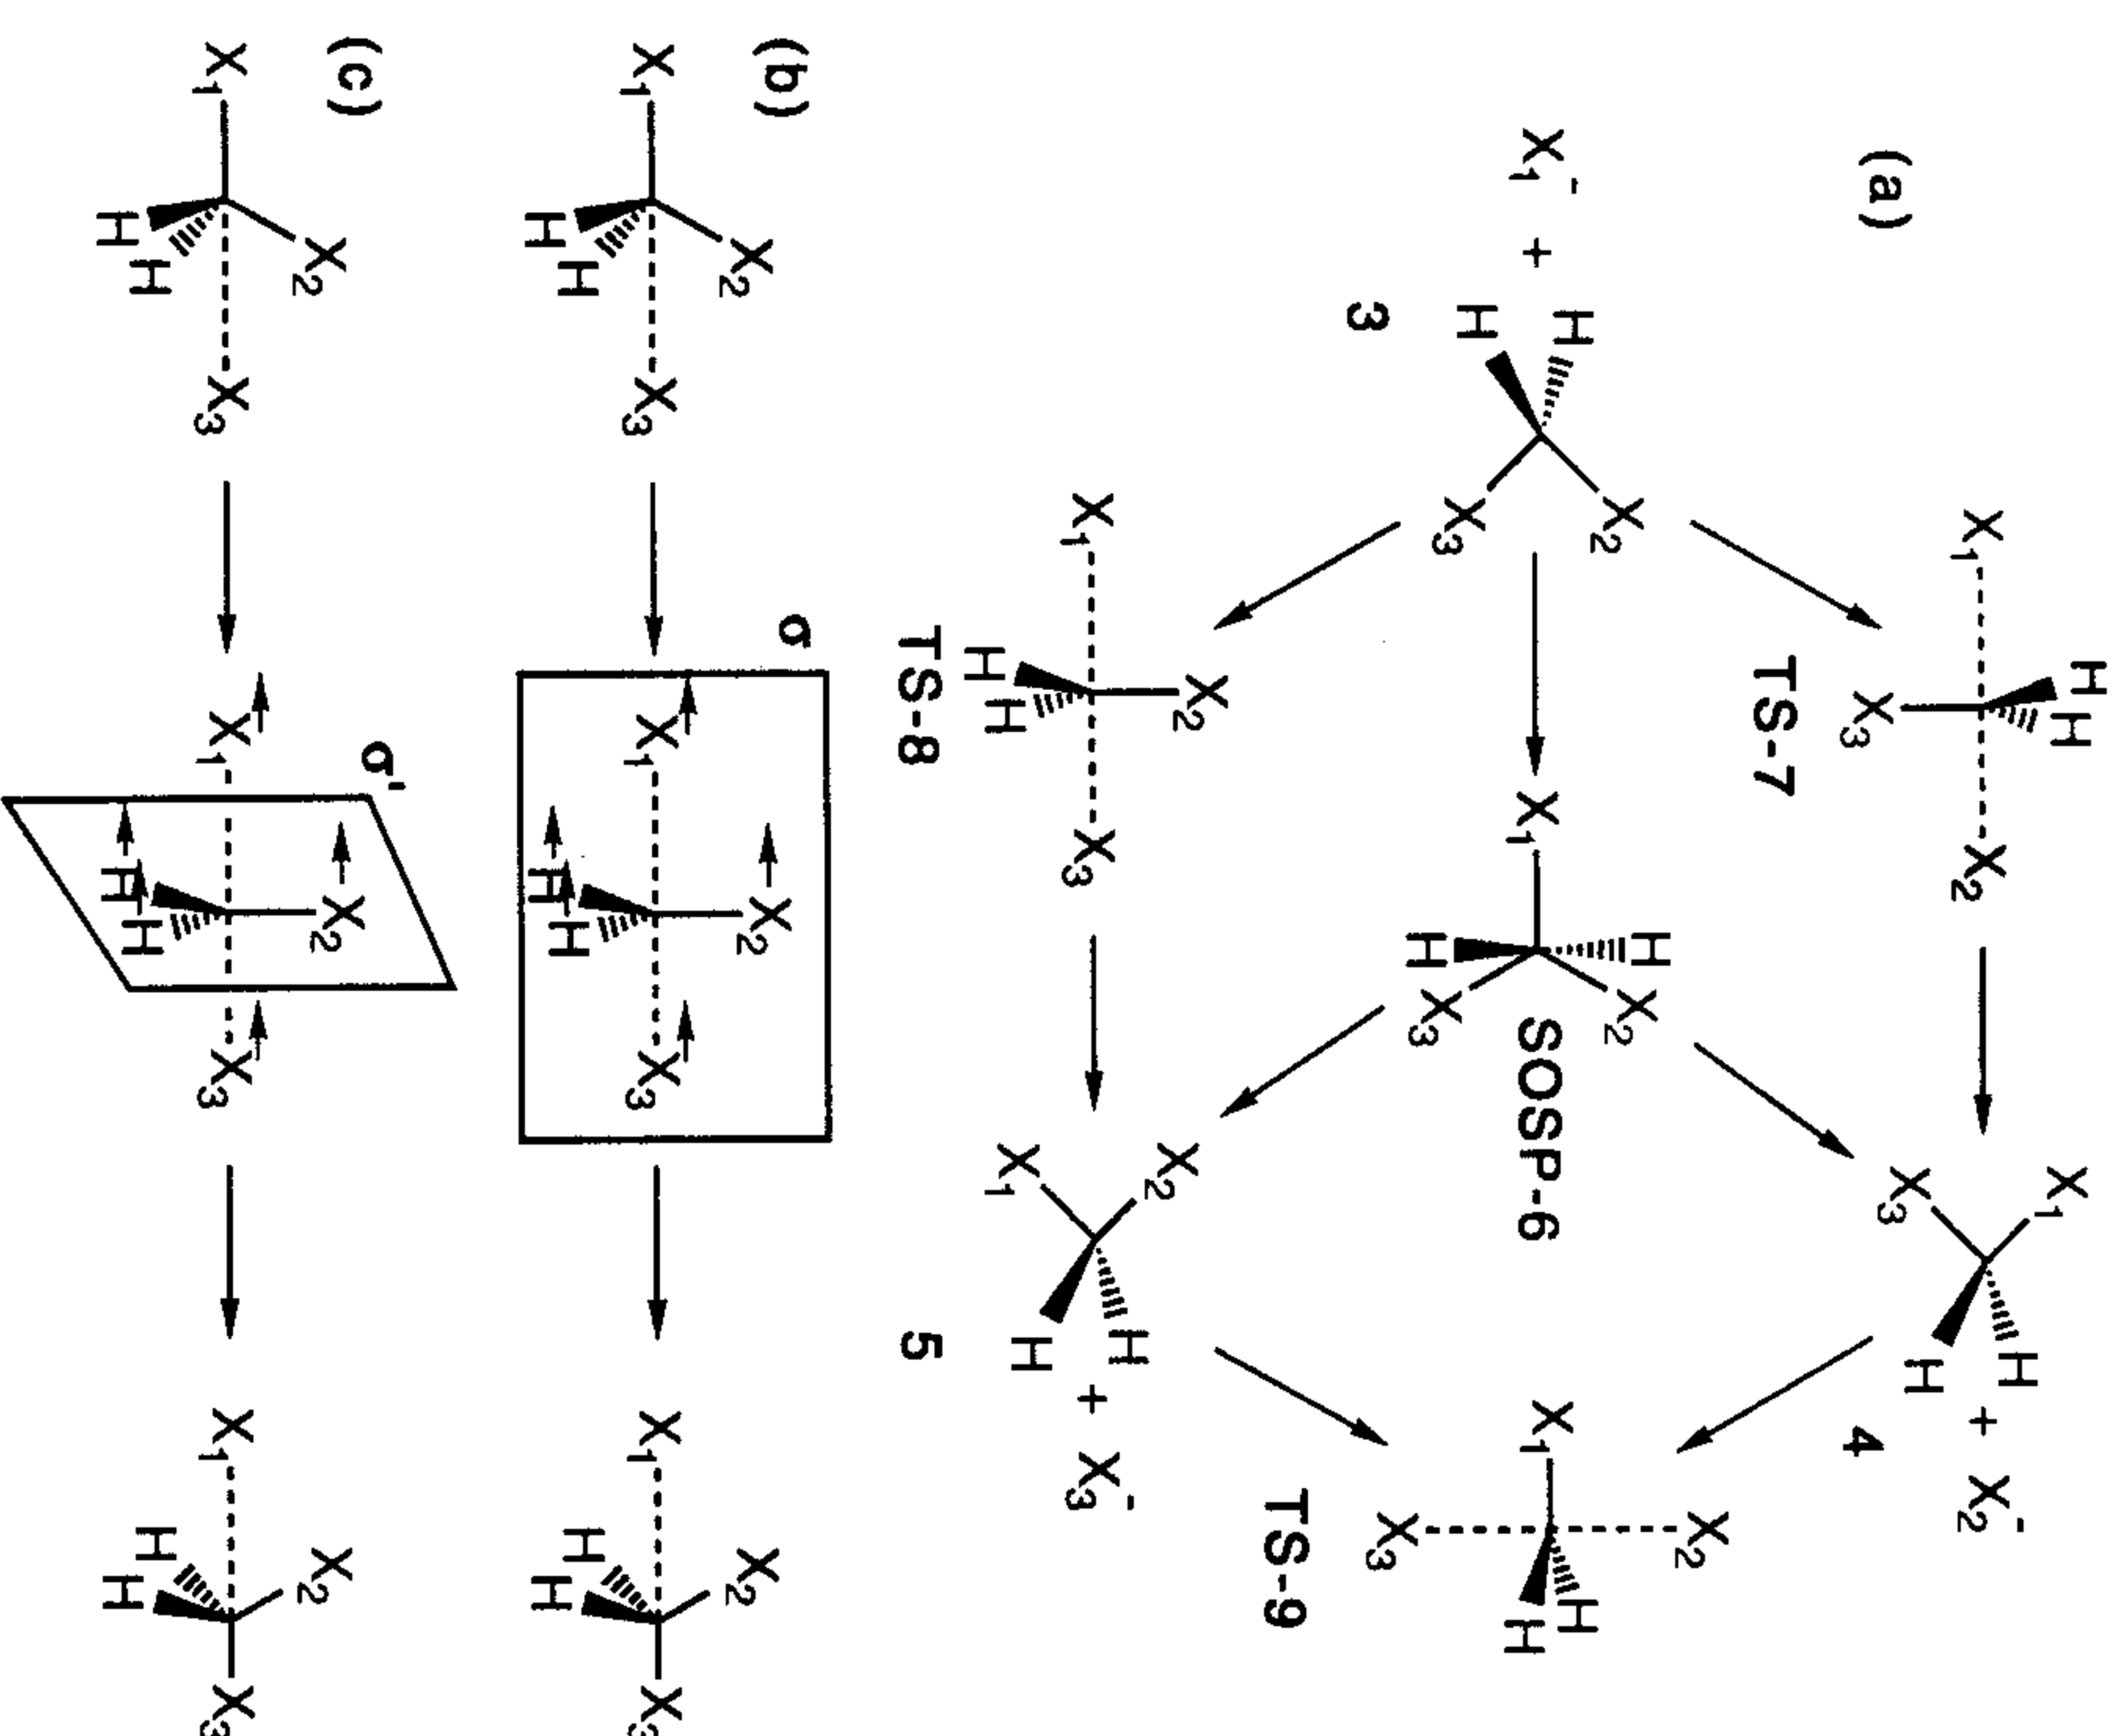 (a)
X1 H H X2
X3
TS-7
X1 X3 H H + X2-
4
X1- + H H X2 X3
3
X1 H H X2 X3
SOSP-6
X1 X2 X3 H H
TS-9
X1 X2 H H X3
TS-8
X2 X1 H H + X3-
5
(b)
σ
X1 X2 H H X3
X1 X2 H H X3
X1 X2 H H X3
(c)
σ'
X1 X2 H H X3
X1 X2 H H X3
X1 X2 H H X3